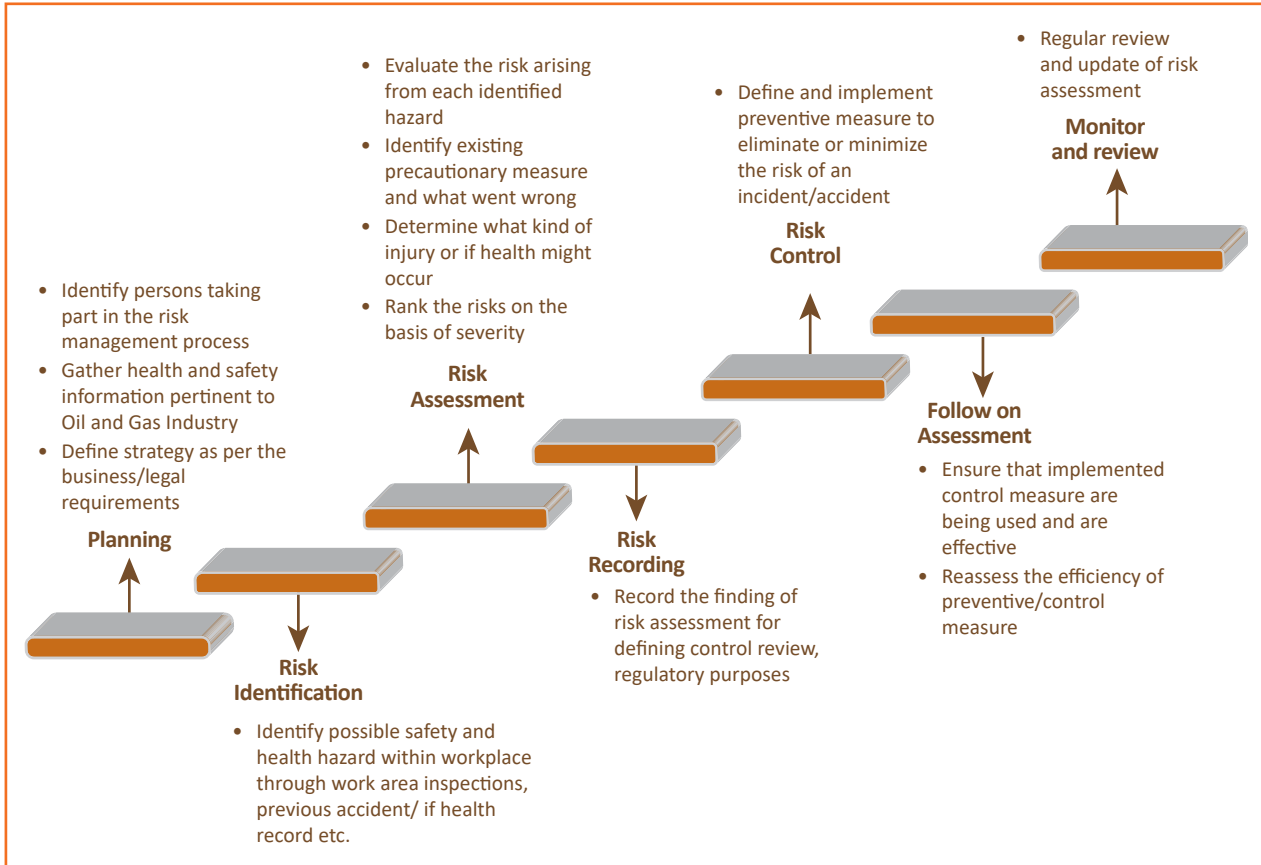 • Identify persons taking
part in the risk
management process
• Gather health and safety
information pertinent to
Oil and Gas Industry
• Define strategy as per the
business/legal
requirements
Planning
Risk
Identification
• Identify possible safety and
health hazard within workplace
through work area inspections,
previous accident/ if health
record etc.
• Evaluate the risk arising
from each identified
hazard
• Identify existing
precautionary measure
and what went wrong
• Determine what kind of
injury or if health might
occur
• Rank the risks on the
basis of severity
Risk
Assessment
Risk
Recording
• Record the finding of
risk assessment for
defining control review,
regulatory purposes
• Define and implement
preventive measure to
eliminate or minimize
the risk of an
incident/accident
Risk
Control
Follow on
Assessment
• Ensure that implemented
control measure are
being used and are
effective
• Reassess the efficiency of
preventive/control
measure
• Regular review
and update of risk
assessment
Monitor
and review